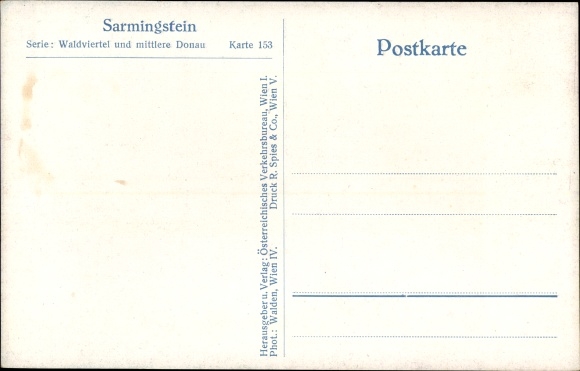 Sarmingstein
Serie: Waldviertel und mittlere Donau Karte 153
Postkarte
Herausgeber u. Verlag: Österreichisches Verkehrsbureau, Wien I.
Phot.: Walden, Wien IV. Druck R. Spies & Co., Wien V.